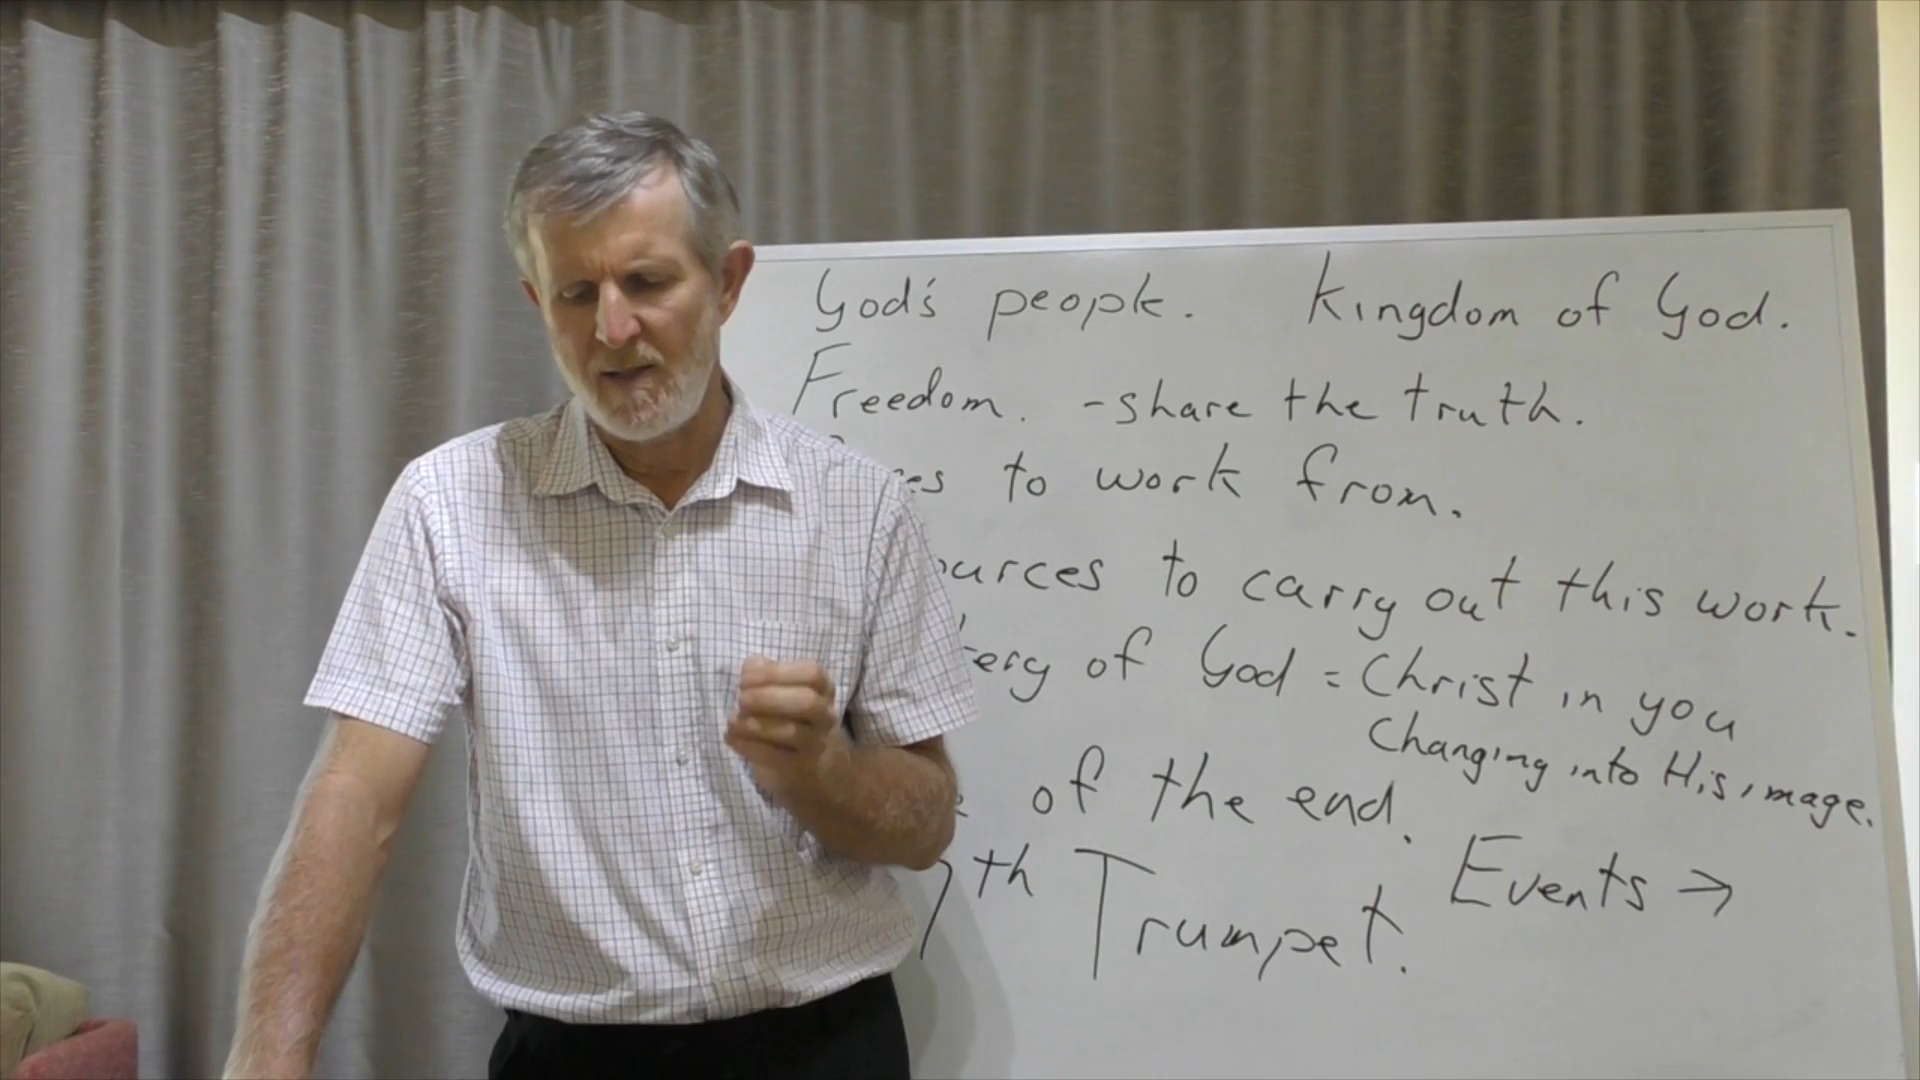 God's people. Kingdom of God.
Freedom. - share the truth.
to work from.
to carry out this work.
of God = Christ in you
Changing into His image.
of the end.
7th Trumpet. Events →